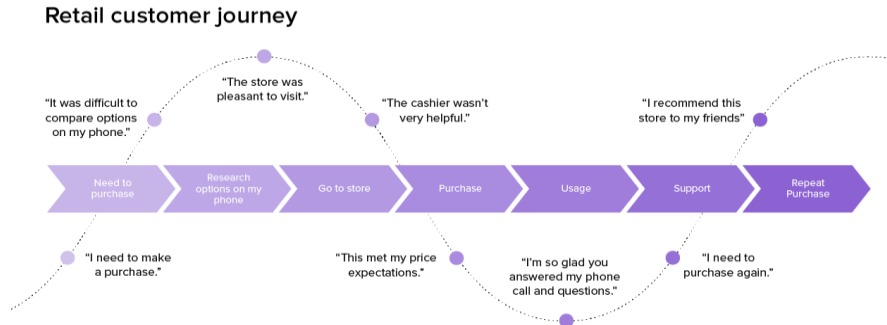 Retail customer journey
“It was difficult to
compare options
on my phone.”
“The store was
pleasant to visit.”
“The cashier wasn’t
very helpful.”
“I recommend this
store to my friends”
Need to
purchase
Research
options on my
phone
Go to store
Purchase
Usage
Support
Repeat
Purchase
“I need to make
a purchase.”
“This met my price
expectations.”
“I’m so glad you
answered my phone
call and questions.”
“I need to
purchase again.”